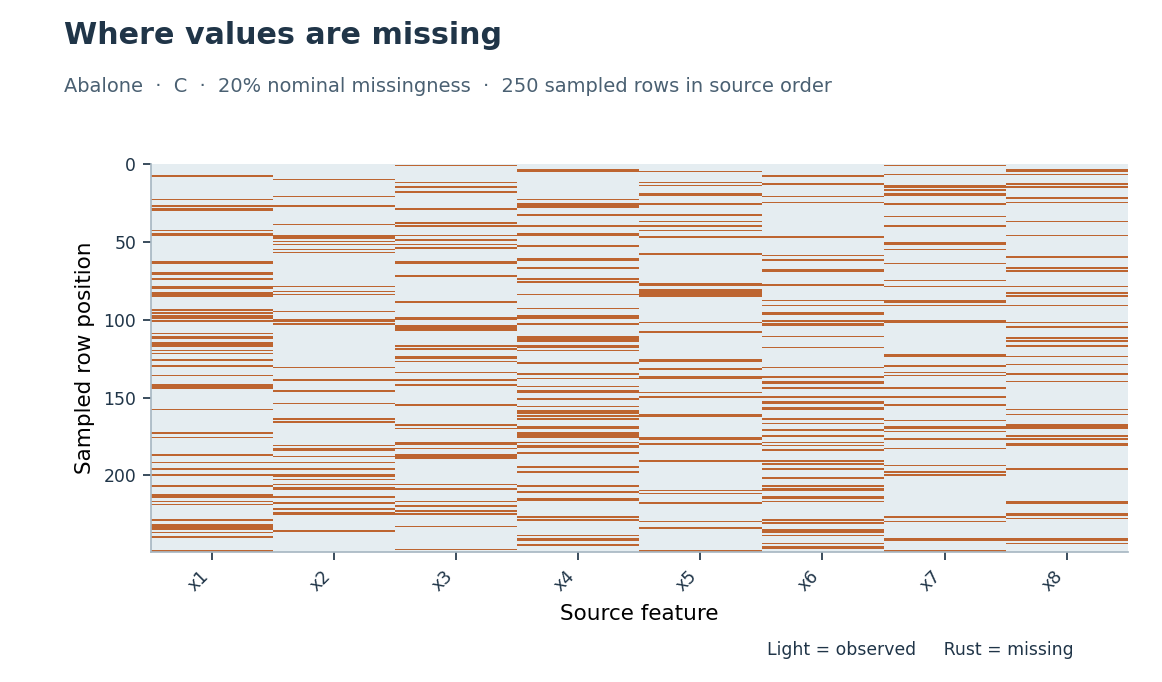 Where values are missing
Abalone · C · 20% nominal missingness · 250 sampled rows in source order
0
50
100
150
200
Sampled row position
x1
x2
x3
x4
x5
x6
x7
x8
Source feature
Light = observed Rust = missing